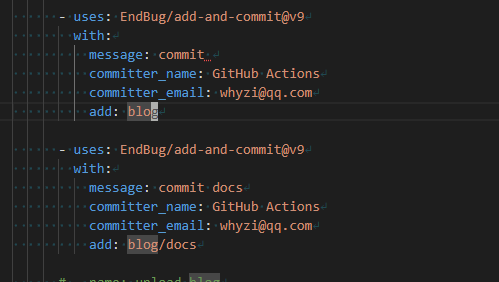 - uses: EndBug/add-and-commit@v9
with:
message: commit
committer_name: GitHub Actions
committer_email: whyzi@qq.com
add: blog
- uses: EndBug/add-and-commit@v9
with:
message: commit docs
committer_name: GitHub Actions
committer_email: whyzi@qq.com
add: blog/docs
# - name: upload blog